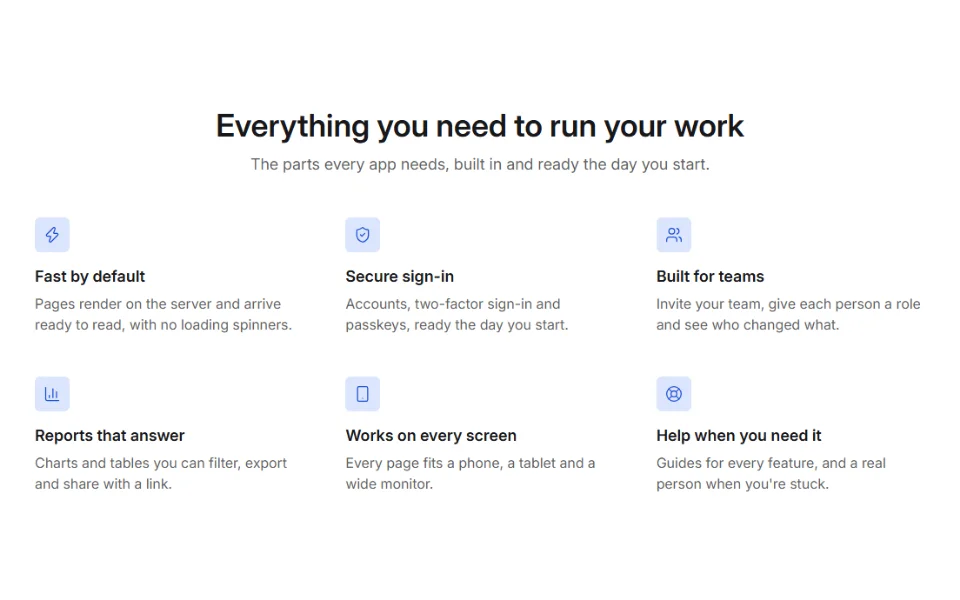 Everything you need to run your work
The parts every app needs, built in and ready the day you start.
Fast by default
Pages render on the server and arrive
ready to read, with no loading spinners.
Secure sign-in
Accounts, two-factor sign-in and
passkeys, ready the day you start.
Built for teams
Invite your team, give each person a role
and see who changed what.
Reports that answer
Charts and tables you can filter, export
and share with a link.
Works on every screen
Every page fits a phone, a tablet and a
wide monitor.
Help when you need it
Guides for every feature, and a real
person when you're stuck.